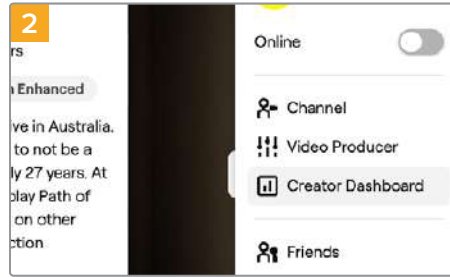 2
rs
Enhanced
ve in Australia.
to not be a
ly 27 years. At
play Path of
on other
ction
Online
Channel
Video Producer
Creator Dashboard
Friends